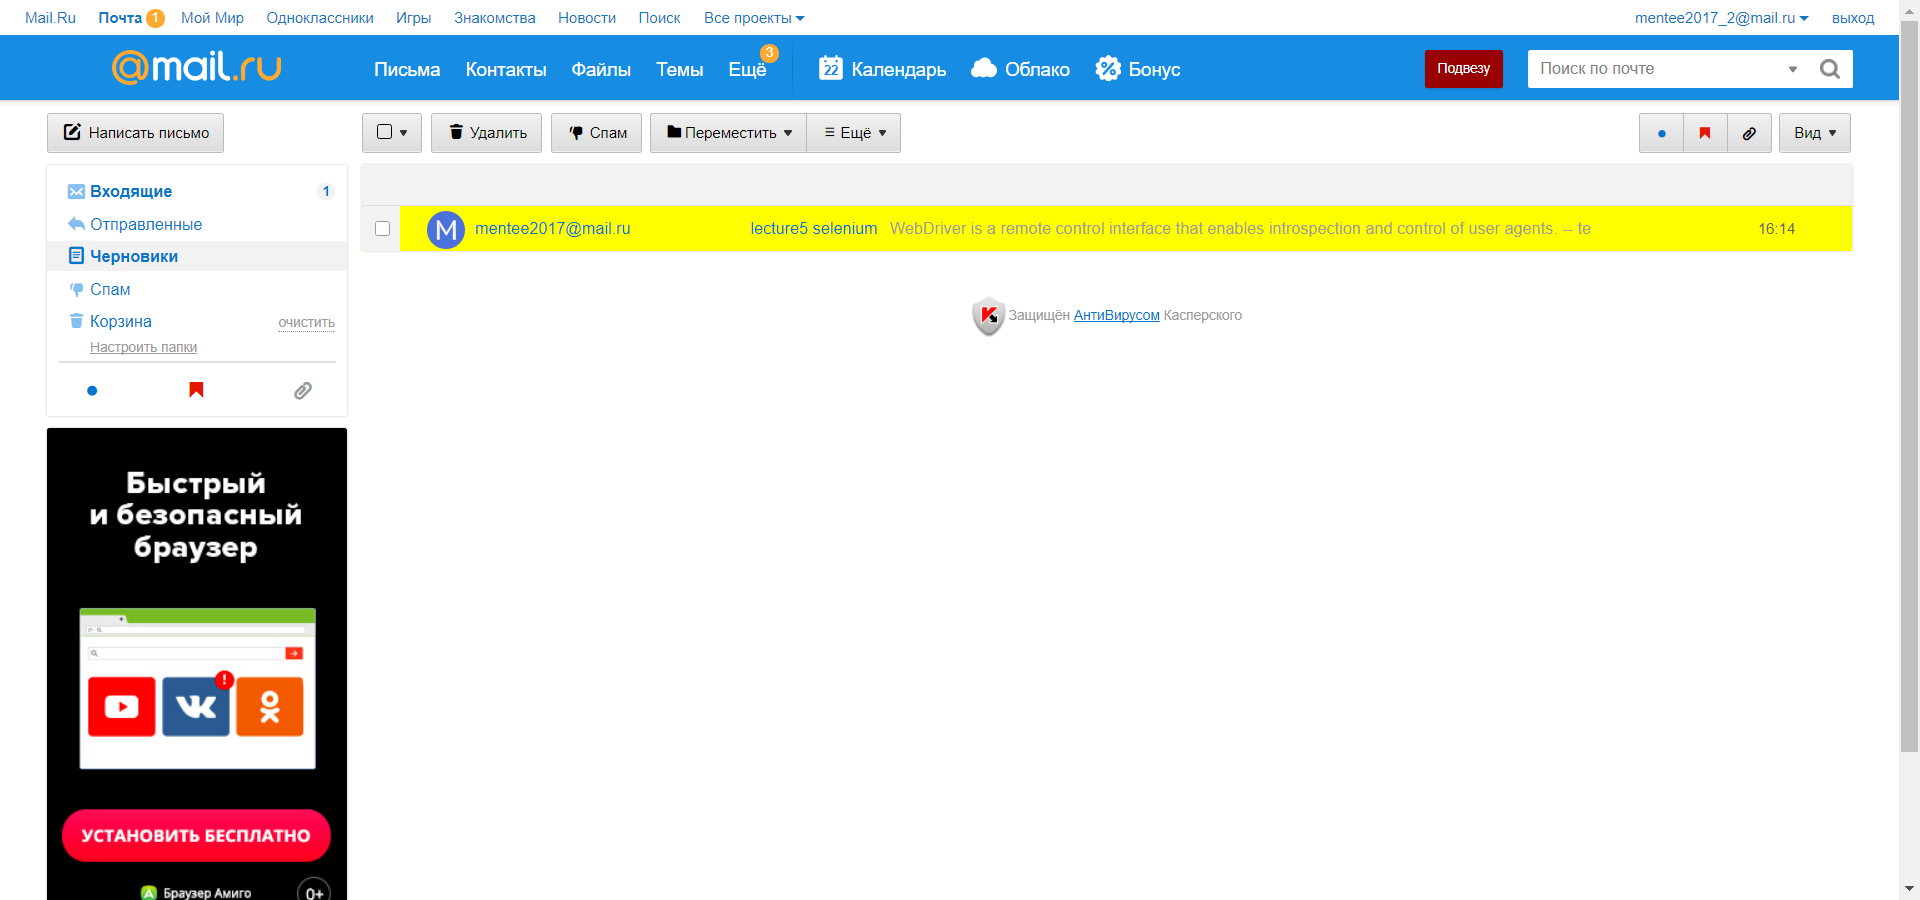 Mail.Ru Почта 1 Мой Мир Одноклассники Игры Знакомства Новости Поиск Все проекты mentee2017_2@mail.ru выход
@mail.ru Письма Контакты Файлы Темы Ещё 3 22 Календарь Облако Бонус Подвезу Поиск по почте
Написать письмо Удалить Спам Переместить Ещё Вид
Входящие 1
Отправленные
Черновики
Спам
Корзина очистить
Настроить папки
M mentee2017@mail.ru lecture5 selenium WebDriver is a remote control interface that enables introspection and control of user agents. -- te 16:14
Защищён АнтиВирусом Касперского
Быстрый
и безопасный
браузер
УСТАНОВИТЬ БЕСПЛАТНО
Браузер Амиго 0+